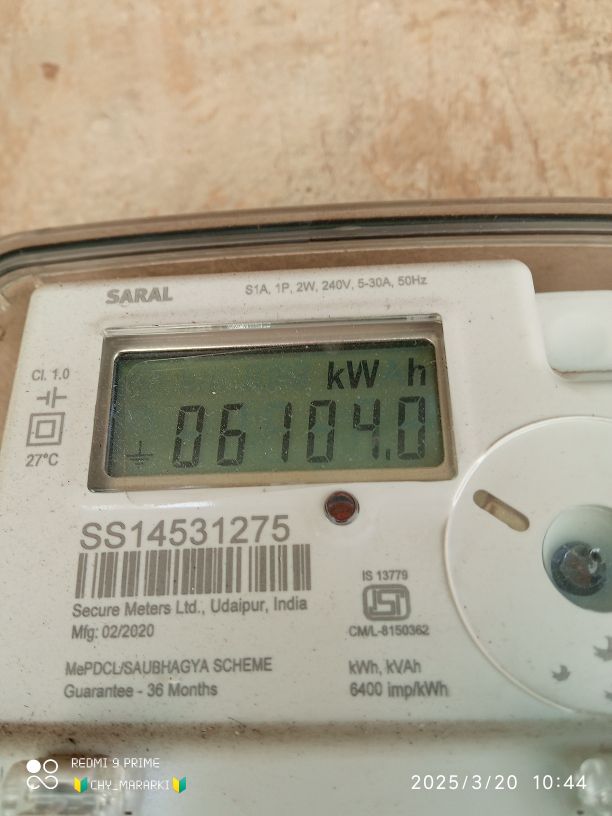 SARAL
S1A, 1P, 2W, 240V, 5-30A, 50Hz
Cl. 1.0
27°C
kW h
06104.0
SS14531275
Secure Meters Ltd., Udaipur, India
Mfg: 02/2020
IS 13779
CM/L-8150362
MePDCL/SAUBHAGYA SCHEME
Guarantee - 36 Months
kWh, kVAh
6400 imp/kWh
REDMI 9 PRIME
🔰CHY_MARARKI🔰
2025/3/20 10:44